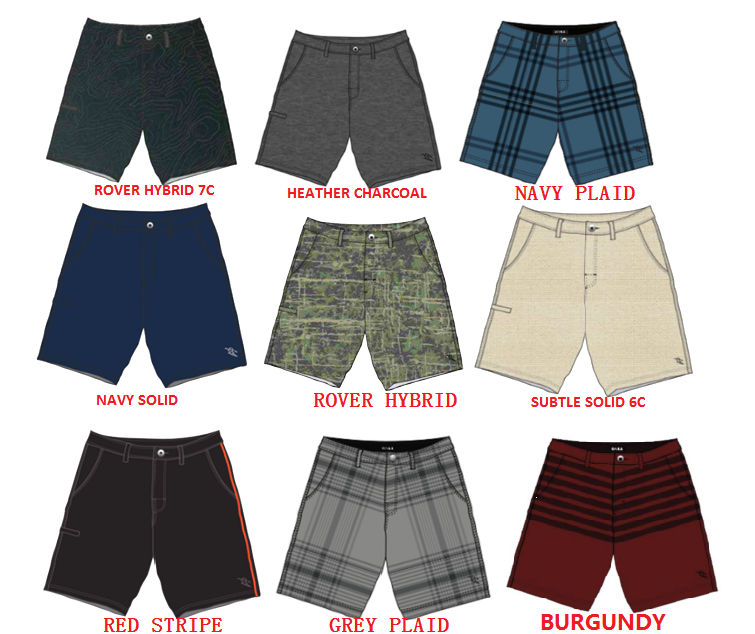 ROVER HYBRID 7C
HEATHER CHARCOAL
NAVY PLAID
NAVY SOLID
ROVER HYBRID
SUBTLE SOLID 6C
RED STRIPE
GREY PLAID
BURGUNDY